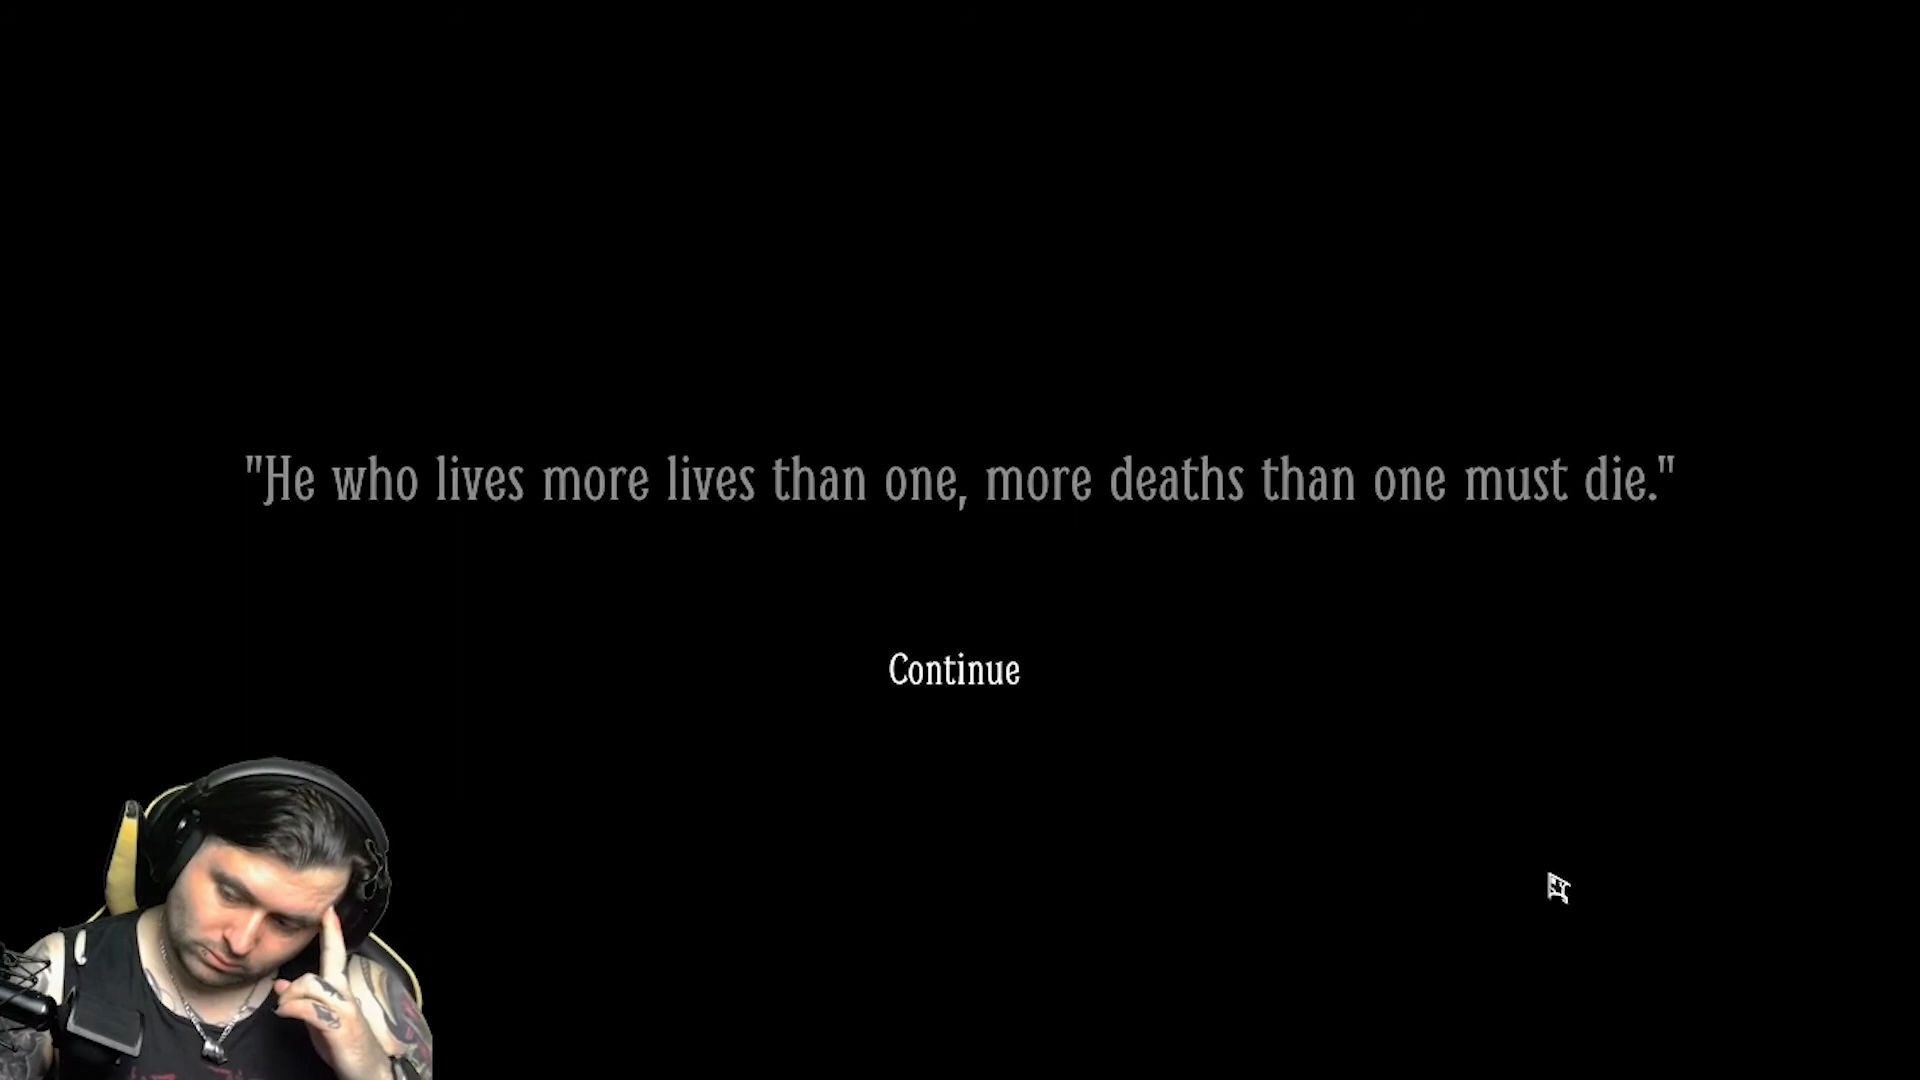 "He who lives more lives than one, more deaths than one must die."
Continue